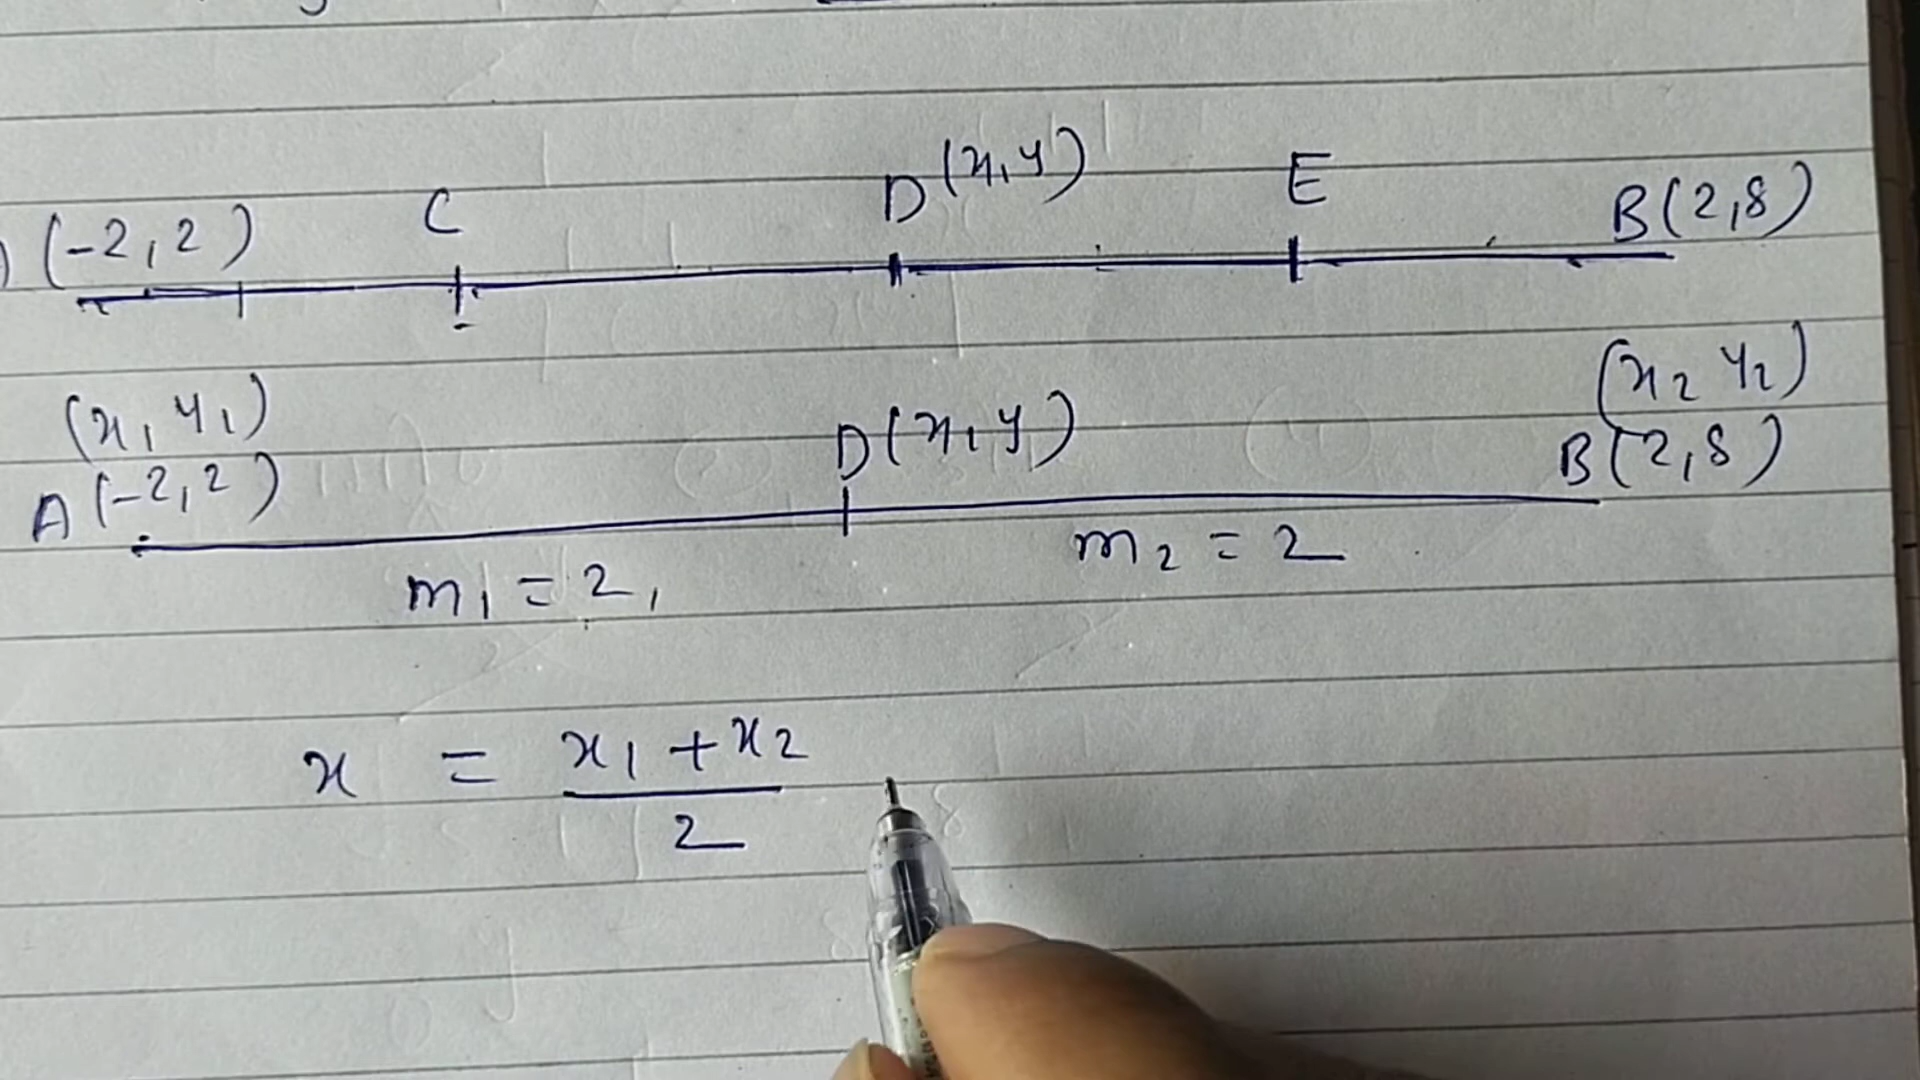 (-2, 2) C D(x, y) E B(2, 8)
(x1 y1) (x2 y2)
A(-2, 2) D(x, y) B(2, 8)
m1 = 2, m2 = 2
x = x1 + x2
2